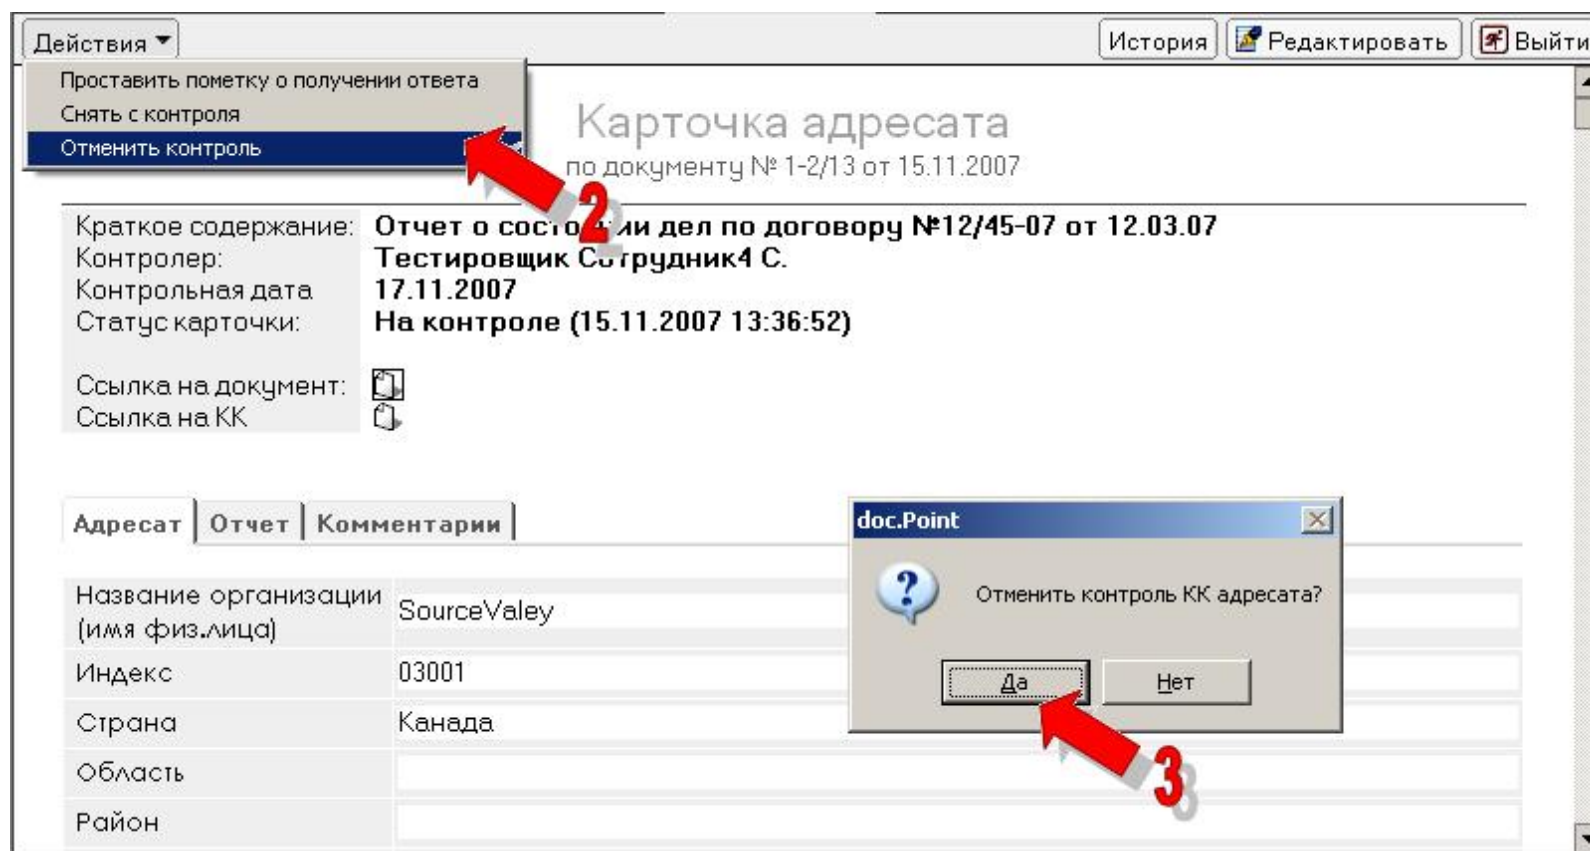 Действия
История
Редактировать
Выйти
Проставить пометку о получении ответа
Снять с контроля
Отменить контроль
Карточка адресата
по документу № 1-2/13 от 15.11.2007
2
Краткое содержание: Отчет о состоянии дел по договору №12/45-07 от 12.03.07
Контролер: Тестировщик Сотрудник4 С.
Контрольная дата 17.11.2007
Статус карточки: На контроле (15.11.2007 13:36:52)
Ссылка на документ:
Ссылка на КК
Адресат Отчет Комментарии
doc.Point
Отменить контроль КК адресата?
Да Нет
3
Название организации
(имя физ.лица) SourceValey
Индекс 03001
Страна Канада
Область
Район